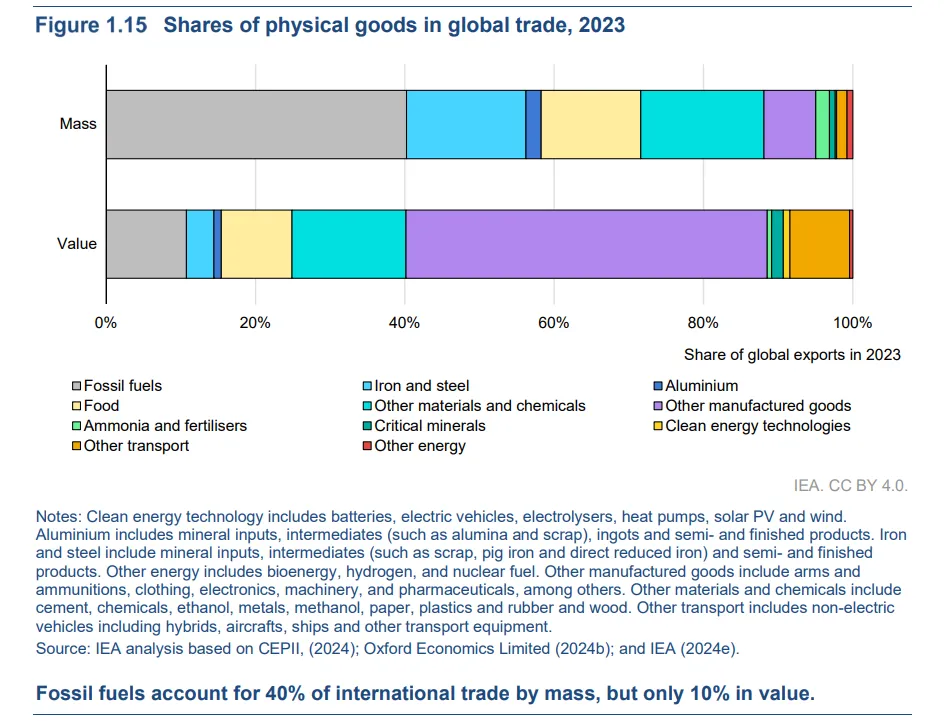 Figure 1.15 Shares of physical goods in global trade, 2023
Mass
Value
0% 20% 40% 60% 80% 100%
Share of global exports in 2023
Fossil fuels Iron and steel Aluminium
Food Other materials and chemicals Other manufactured goods
Ammonia and fertilisers Critical minerals Clean energy technologies
Other transport Other energy
IEA. CC BY 4.0.
Notes: Clean energy technology includes batteries, electric vehicles, electrolysers, heat pumps, solar PV and wind.
Aluminium includes mineral inputs, intermediates (such as alumina and scrap), ingots and semi- and finished products. Iron
and steel include mineral inputs, intermediates (such as scrap, pig iron and direct reduced iron) and semi- and finished
products. Other energy includes bioenergy, hydrogen, and nuclear fuel. Other manufactured goods include arms and
ammunitions, clothing, electronics, machinery, and pharmaceuticals, among others. Other materials and chemicals include
cement, chemicals, ethanol, metals, methanol, paper, plastics and rubber and wood. Other transport includes non-electric
vehicles including hybrids, aircrafts, ships and other transport equipment.
Source: IEA analysis based on CEPII, (2024); Oxford Economics Limited (2024b); and IEA (2024e).
Fossil fuels account for 40% of international trade by mass, but only 10% in value.